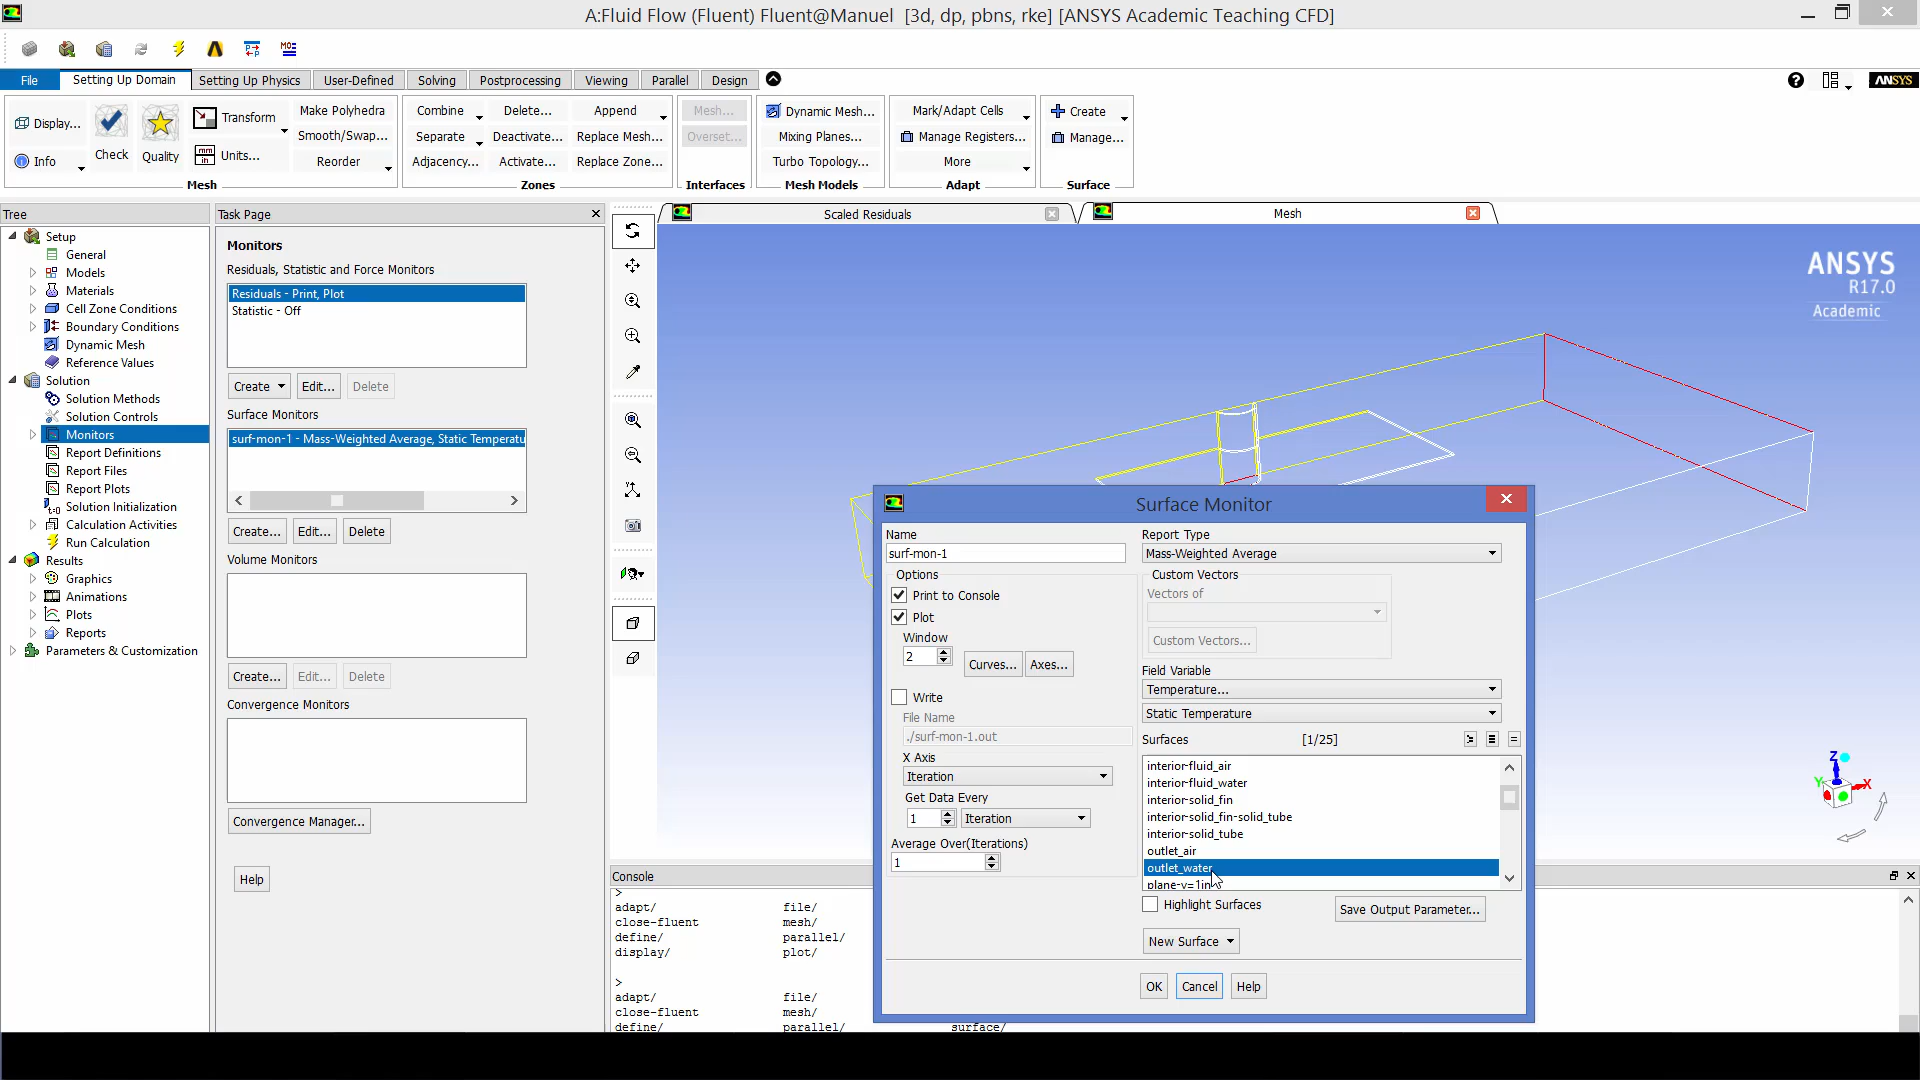 A:Fluid Flow (Fluent) Fluent@Manuel [3d, dp, pbns, rke] [ANSYS Academic Teaching CFD]
File
Setting Up Domain
Setting Up Physics
User-Defined
Solving
Postprocessing
Viewing
Parallel
Design
ANSYS
Display...
Info
Check
Quality
Transform
mm
in
Units...
Make Polyhedra
Smooth/Swap...
Reorder
Mesh
Combine
Separate
Adjacency...
Delete...
Deactivate...
Activate...
Append
Replace Mesh...
Replace Zone...
Zones
Mesh...
Overset...
Interfaces
Dynamic Mesh...
Mixing Planes...
Turbo Topology...
Mesh Models
Mark/Adapt Cells
Manage Registers...
More
Adapt
Create
Manage...
Surface
Tree
Setup
General
Models
Materials
Cell Zone Conditions
Boundary Conditions
Dynamic Mesh
Reference Values
Solution
Solution Methods
Solution Controls
Monitors
Report Definitions
Report Files
Report Plots
Solution Initialization
Calculation Activities
Run Calculation
Results
Graphics
Animations
Plots
Reports
Parameters & Customization
Task Page
Monitors
Residuals, Statistic and Force Monitors
Residuals - Print, Plot
Statistic - Off
Create
Edit...
Delete
Surface Monitors
surf-mon-1 - Mass-Weighted Average, Static Temperatu
Create...
Edit...
Delete
Volume Monitors
Create...
Edit...
Delete
Convergence Monitors
Convergence Manager...
Help
Scaled Residuals
Mesh
ANSYS
R17.0
Academic
Z
Y
X
Surface Monitor
Name
surf-mon-1
Options
Print to Console
Plot
Window
2
Curves...
Axes...
Write
File Name
./surf-mon-1.out
X Axis
Iteration
Get Data Every
1
Iteration
Average Over(Iterations)
1
Report Type
Mass-Weighted Average
Custom Vectors
Vectors of
Custom Vectors...
Field Variable
Temperature...
Static Temperature
Surfaces [1/25]
interior-fluid_air
interior-fluid_water
interior-solid_fin
interior-solid_fin-solid_tube
interior-solid_tube
outlet_air
outlet_water
plane-y=1in
Highlight Surfaces
Save Output Parameter...
New Surface
OK
Cancel
Help
Console
>
adapt/ file/
close-fluent mesh/
define/ parallel/
display/ plot/
>
adapt/ file/
close-fluent mesh/
define/ parallel/ surface/